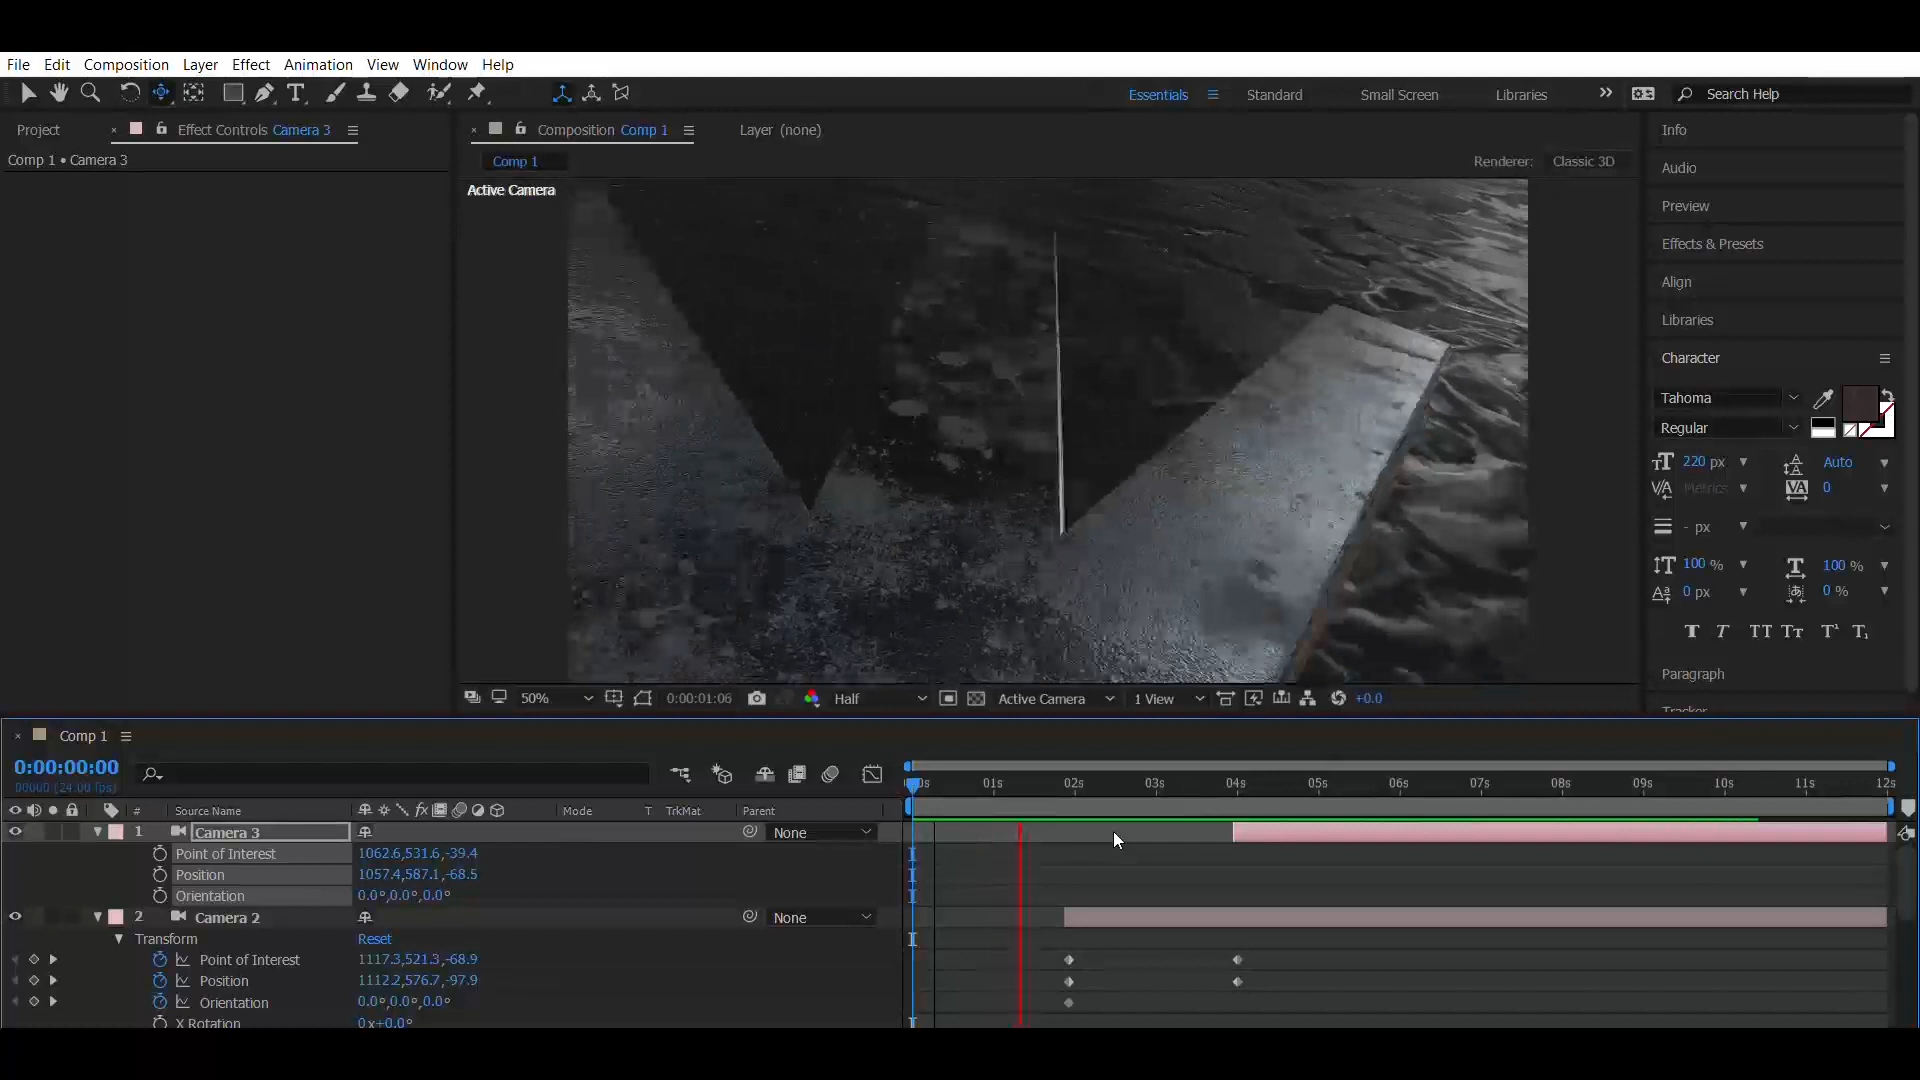 File Edit Composition Layer Effect Animation View Window Help
Essentials Standard Small Screen Libraries Search Help
Project Effect Controls Camera 3
Composition Comp 1 Layer (none)
Comp 1 • Camera 3
Comp 1
Renderer: Classic 3D
Active Camera
Info
Audio
Preview
Effects & Presets
Align
Libraries
Character
Tahoma
Regular
220 px Auto
Metrics 0
- px
100 % 100 %
0 px 0 %
T T TT Tт T¹ T₁
Paragraph
Tracker
50% 0:00:01:06 Half Active Camera 1 View +0.0
Comp 1
0:00:00:00
00000 (24.00 fps)
01s 02s 03s 04s 05s 06s 07s 08s 09s 10s 11s 12s
# Source Name fx Mode T TrkMat Parent
1 Camera 3 None
Point of Interest 1062.6,531.6,-39.4
Position 1057.4,587.1,-68.5
Orientation 0.0°,0.0°,0.0°
2 Camera 2 None
Transform Reset
Point of Interest 1117.3,521.3,-68.9
Position 1112.2,576.7,-97.9
Orientation 0.0°,0.0°,0.0°
X Rotation 0x+0.0°